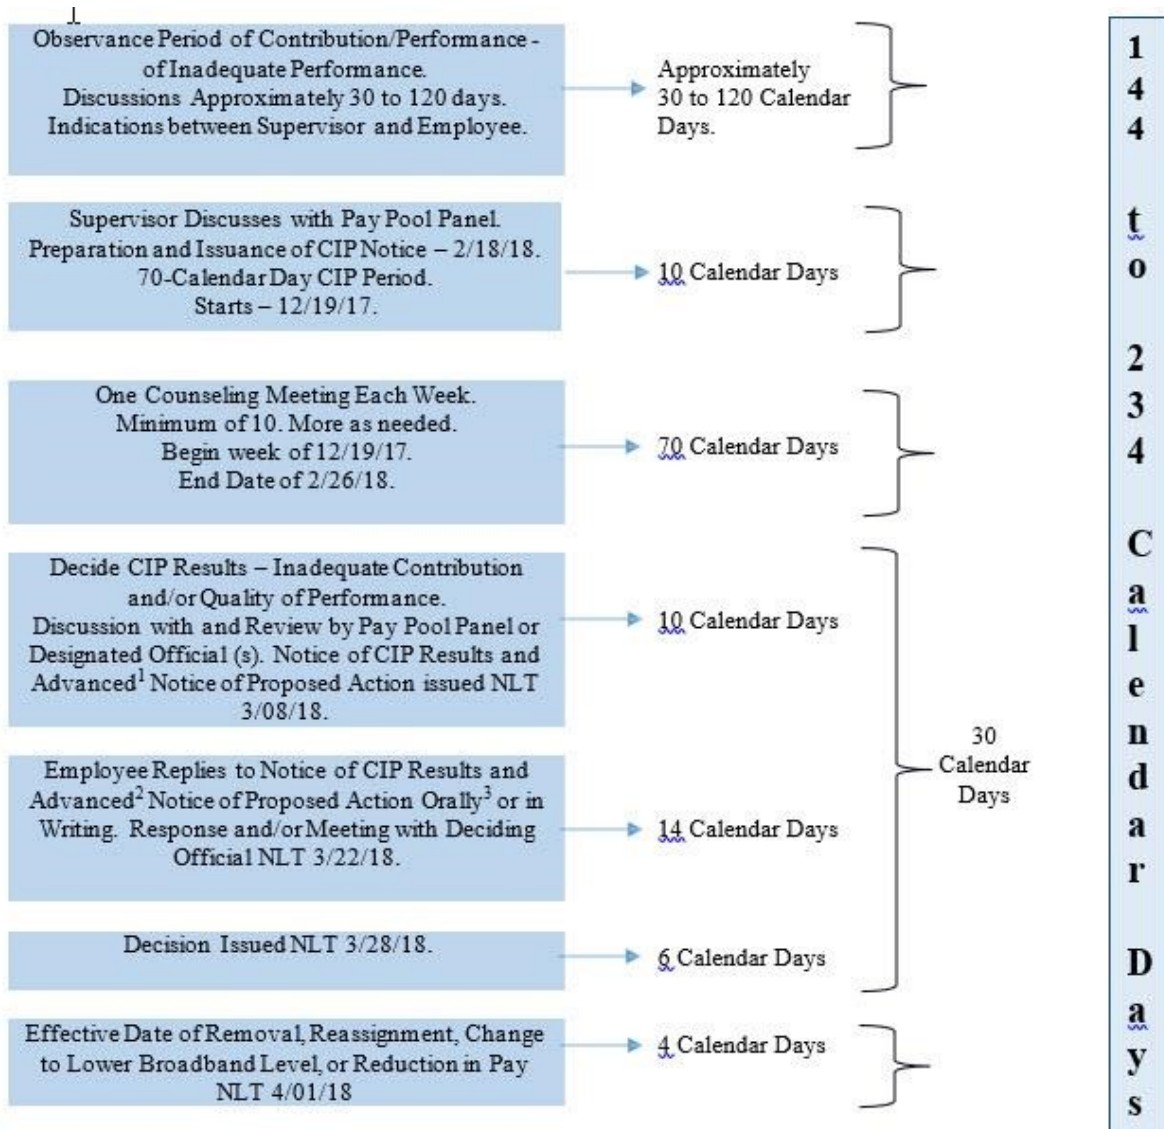 Observance Period of Contribution/Performance -
of Inadequate Performance.
Discussions Approximately 30 to 120 days.
Indications between Supervisor and Employee.
Approximately
30 to 120 Calendar
Days.
Supervisor Discusses with Pay Pool Panel.
Preparation and Issuance of CIP Notice – 2/18/18.
70-Calendar Day CIP Period.
Starts – 12/19/17.
10 Calendar Days
One Counseling Meeting Each Week.
Minimum of 10. More as needed.
Begin week of 12/19/17.
End Date of 2/26/18.
70 Calendar Days
Decide CIP Results – Inadequate Contribution
and/or Quality of Performance.
Discussion with and Review by Pay Pool Panel or
Designated Official (s). Notice of CIP Results and
Advanced1 Notice of Proposed Action issued NLT
3/08/18.
10 Calendar Days
Employee Replies to Notice of CIP Results and
Advanced2 Notice of Proposed Action Orally3 or in
Writing. Response and/or Meeting with Deciding
Official NLT 3/22/18.
14 Calendar Days
Decision Issued NLT 3/28/18.
6 Calendar Days
30
Calendar
Days
Effective Date of Removal, Reassignment, Change
to Lower Broadband Level, or Reduction in Pay
NLT 4/01/18
4 Calendar Days
144 to 234 Calendar Days